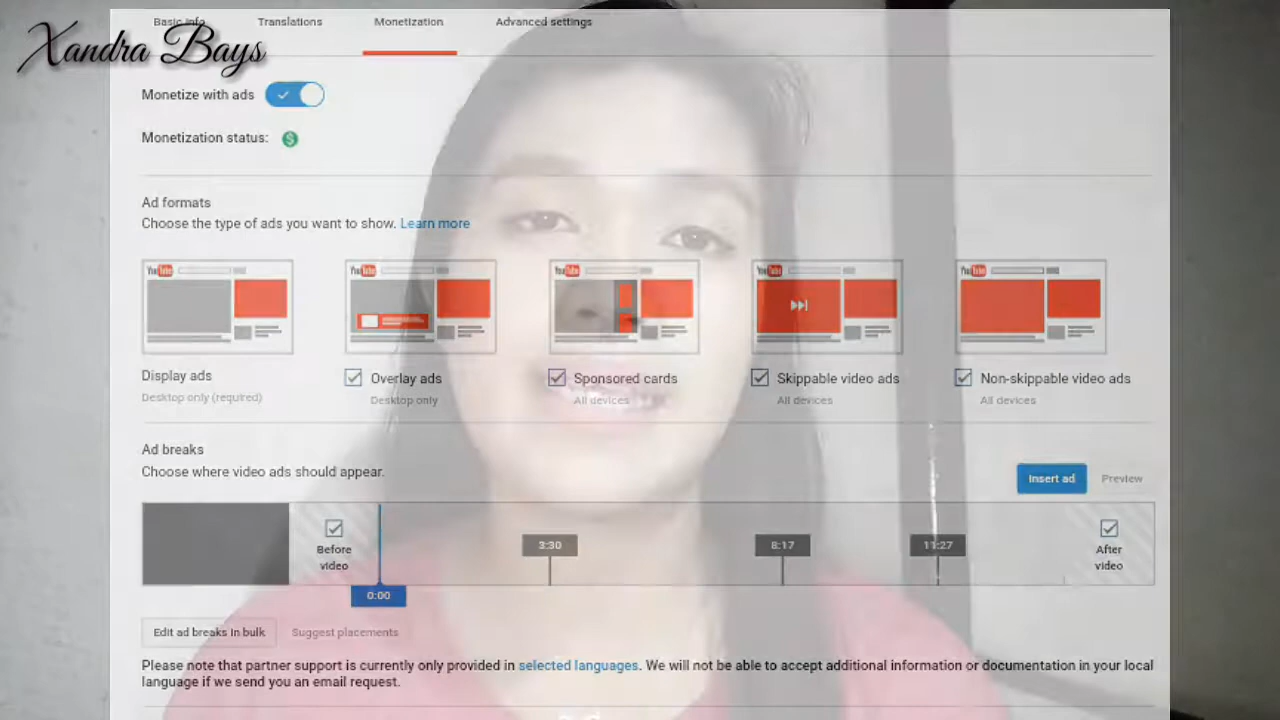 Xandra Bays
Basic info Translations Monetization Advanced settings
Monetize with ads
Monetization status: $
Ad formats
Choose the type of ads you want to show. Learn more
YouTube YouTube YouTube YouTube YouTube
Display ads Overlay ads Sponsored cards Skippable video ads Non-skippable video ads
Desktop only (required) Desktop only All devices All devices All devices
Ad breaks
Choose where video ads should appear.
Insert ad Preview
Before video
3:30 8:17 11:27
After video
0:00
Edit ad breaks in bulk Suggest placements
Please note that partner support is currently only provided in selected languages. We will not be able to accept additional information or documentation in your local
language if we send you an email request.